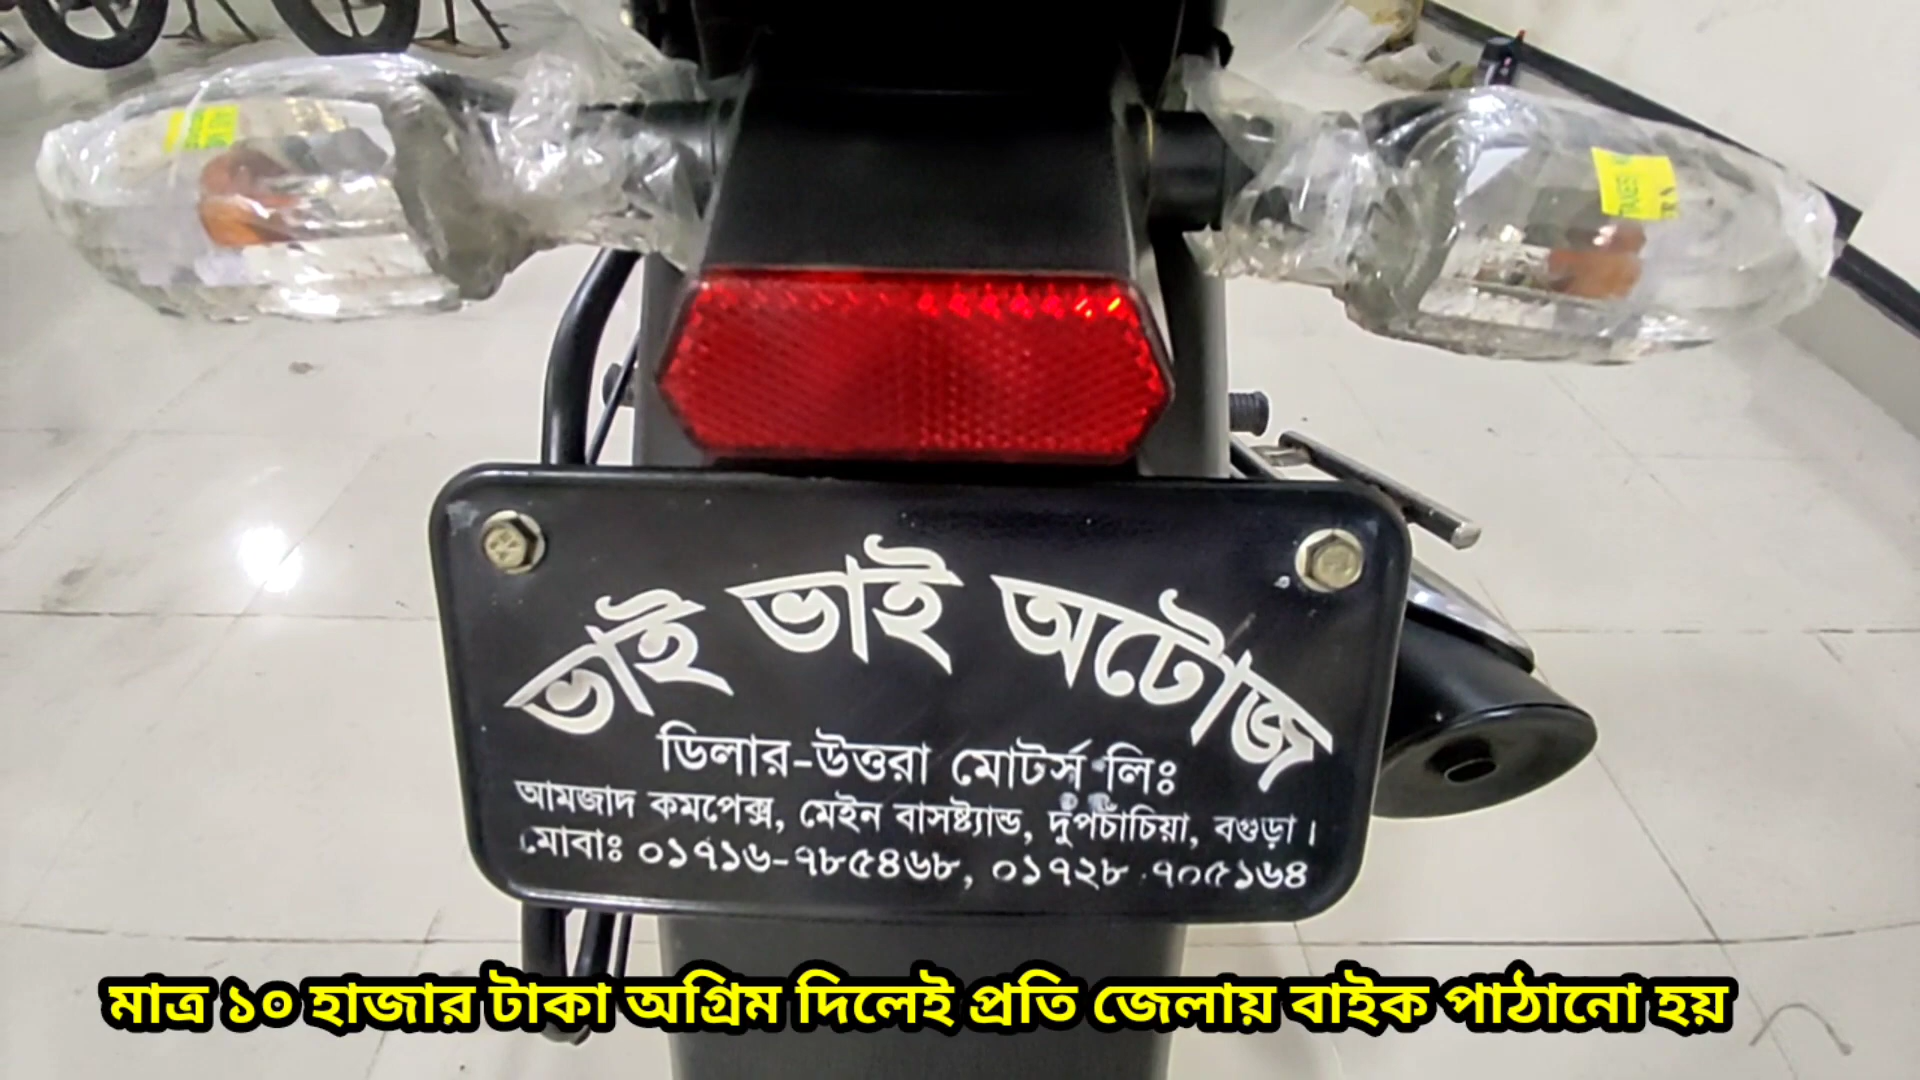 ভাই ভাই অটোজ
ডিলার-উত্তরা মোটর্স লিঃ
আমজাদ কমপেক্স, মেইন বাসষ্ট্যান্ড, দুঁপচাঁচিয়া, বগুড়া।
মোবাঃ ০১৭১৬-৭৮৫৪৬৮, ০১৭২৮-৭০৫১৬৪
মাত্র ১০ হাজার টাকা অগ্রিম দিলেই প্রতি জেলায় বাইক পাঠানো হয়